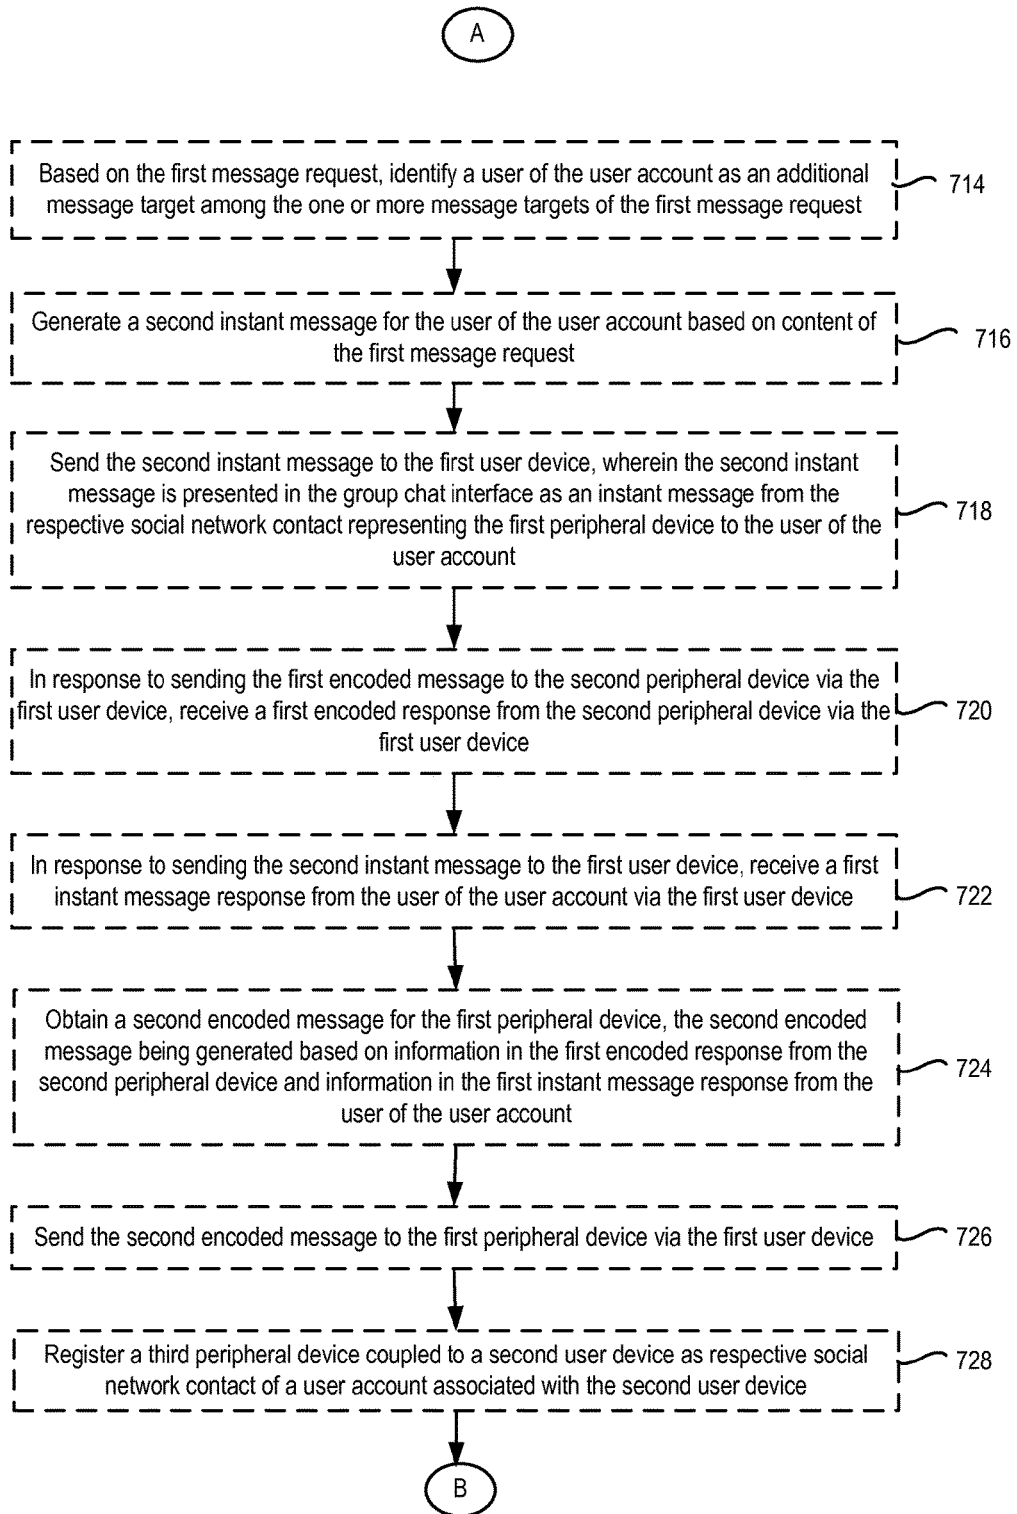 A
Based on the first message request, identify a user of the user account as an additional
message target among the one or more message targets of the first message request
714
Generate a second instant message for the user of the user account based on content of
the first message request
716
Send the second instant message to the first user device, wherein the second instant
message is presented in the group chat interface as an instant message from the
respective social network contact representing the first peripheral device to the user of the
user account
718
In response to sending the first encoded message to the second peripheral device via the
first user device, receive a first encoded response from the second peripheral device via the
first user device
720
In response to sending the second instant message to the first user device, receive a first
instant message response from the user of the user account via the first user device
722
Obtain a second encoded message for the first peripheral device, the second encoded
message being generated based on information in the first encoded response from the
second peripheral device and information in the first instant message response from the
user of the user account
724
Send the second encoded message to the first peripheral device via the first user device
726
Register a third peripheral device coupled to a second user device as respective social
network contact of a user account associated with the second user device
728
B